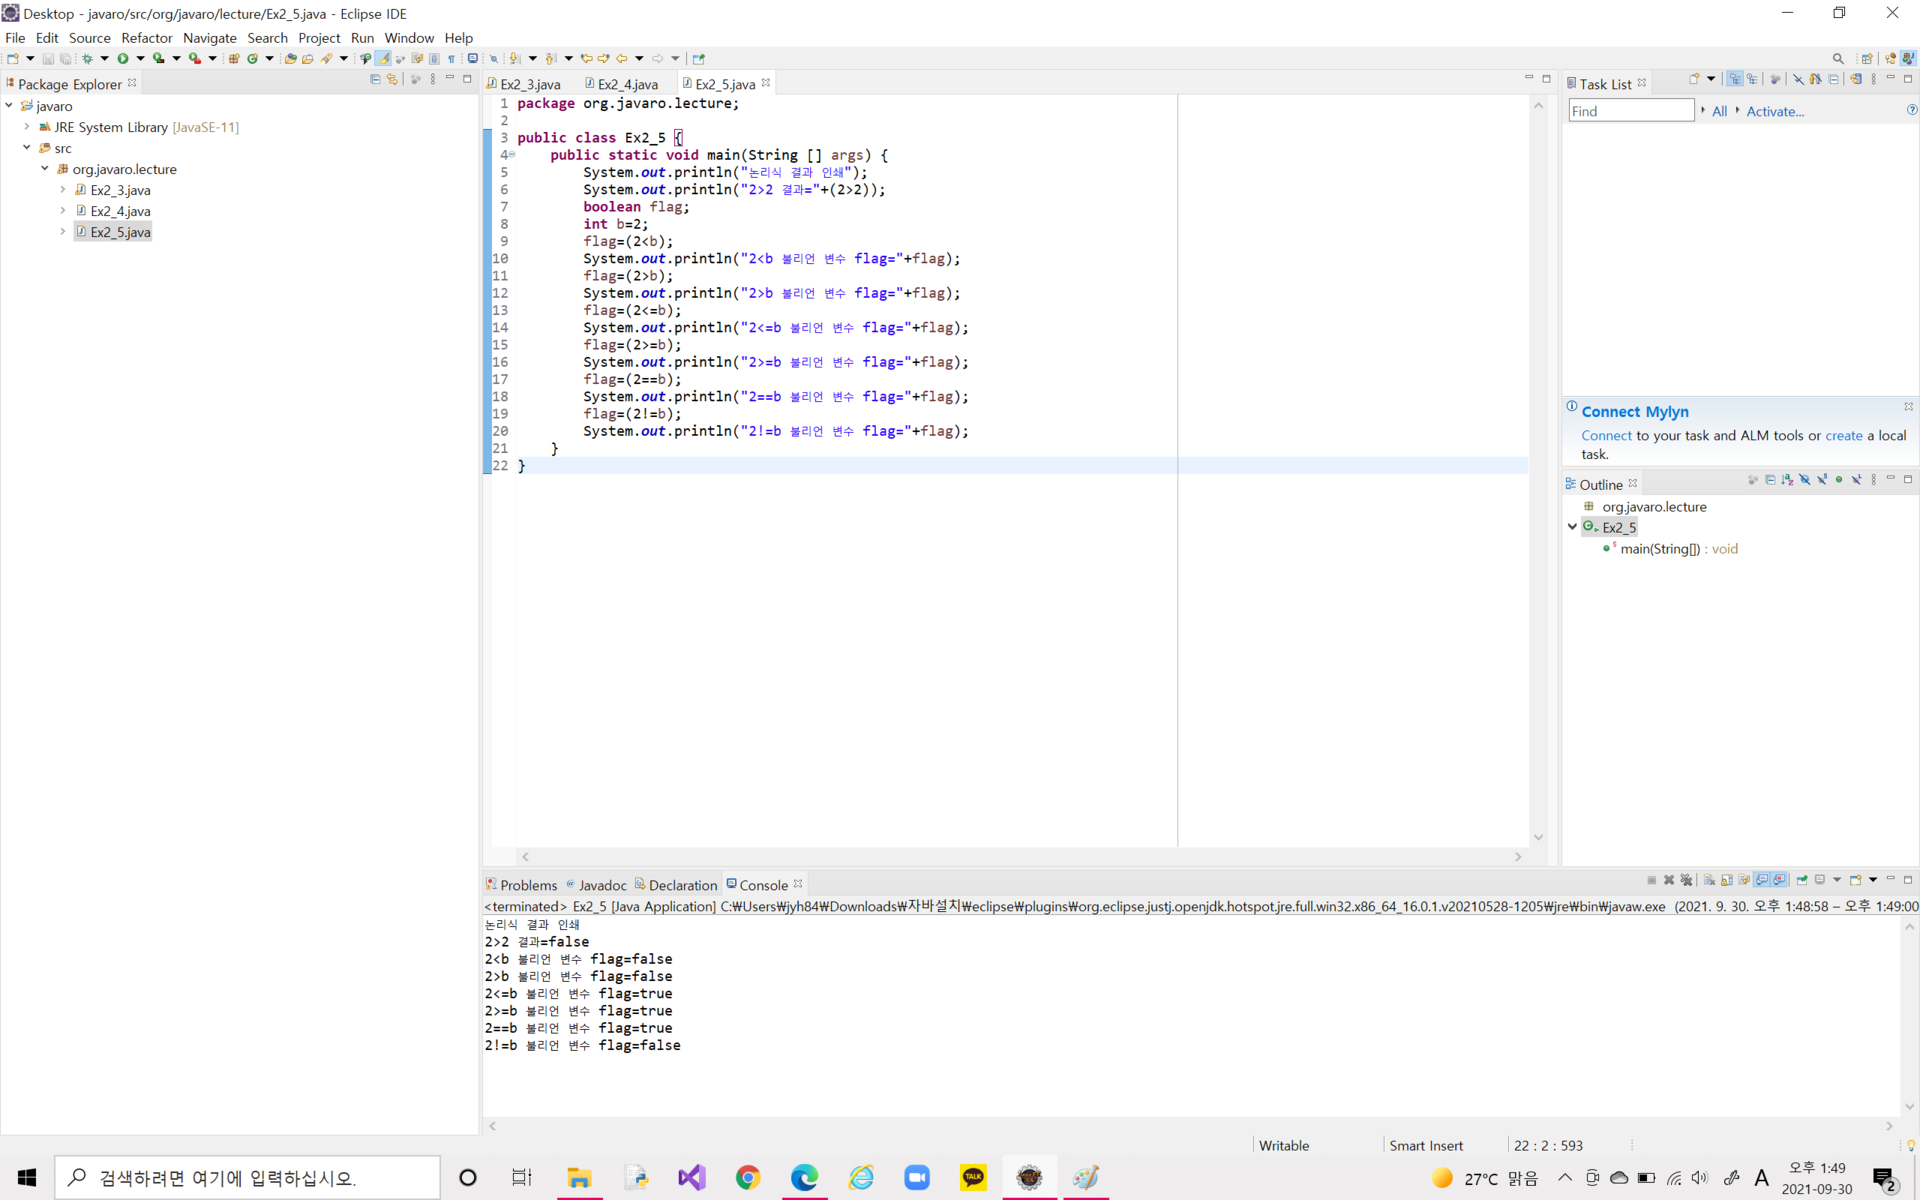 Desktop - javaro/src/org/javaro/lecture/Ex2_5.java - Eclipse IDE
File Edit Source Refactor Navigate Search Project Run Window Help
Package Explorer
javaro
JRE System Library [JavaSE-11]
src
org.javaro.lecture
Ex2_3.java
Ex2_4.java
Ex2_5.java
Ex2_3.java Ex2_4.java Ex2_5.java
1 package org.javaro.lecture;
2
3 public class Ex2_5 {
4 public static void main(String [] args) {
5 System.out.println("논리식 결과 인쇄");
6 System.out.println("2>2 결과="+(2>2));
7 boolean flag;
8 int b=2;
9 flag=(2<b);
10 System.out.println("2<b 불리언 변수 flag="+flag);
11 flag=(2>b);
12 System.out.println("2>b 불리언 변수 flag="+flag);
13 flag=(2<=b);
14 System.out.println("2<=b 불리언 변수 flag="+flag);
15 flag=(2>=b);
16 System.out.println("2>=b 불리언 변수 flag="+flag);
17 flag=(2==b);
18 System.out.println("2==b 불리언 변수 flag="+flag);
19 flag=(2!=b);
20 System.out.println("2!=b 불리언 변수 flag="+flag);
21 }
22 }
Task List
Find All Activate...
Connect Mylyn
Connect to your task and ALM tools or create a local
task.
Outline
org.javaro.lecture
Ex2_5
main(String[]) : void
Problems Javadoc Declaration Console
<terminated> Ex2_5 [Java Application] C:₩Users₩jyh84₩Downloads₩자바설치₩eclipse₩plugins₩org.eclipse.justj.openjdk.hotspot.jre.full.win32.x86_64_16.0.1.v20210528-1205₩jre₩bin₩javaw.exe (2021. 9. 30. 오후 1:48:58 – 오후 1:49:00
논리식 결과 인쇄
2>2 결과=false
2<b 불리언 변수 flag=false
2>b 불리언 변수 flag=false
2<=b 불리언 변수 flag=true
2>=b 불리언 변수 flag=true
2==b 불리언 변수 flag=true
2!=b 불리언 변수 flag=false
Writable Smart Insert 22 : 2 : 593
검색하려면 여기에 입력하십시오.
TALK
27°C 맑음
A
오후 1:49
2021-09-30
2